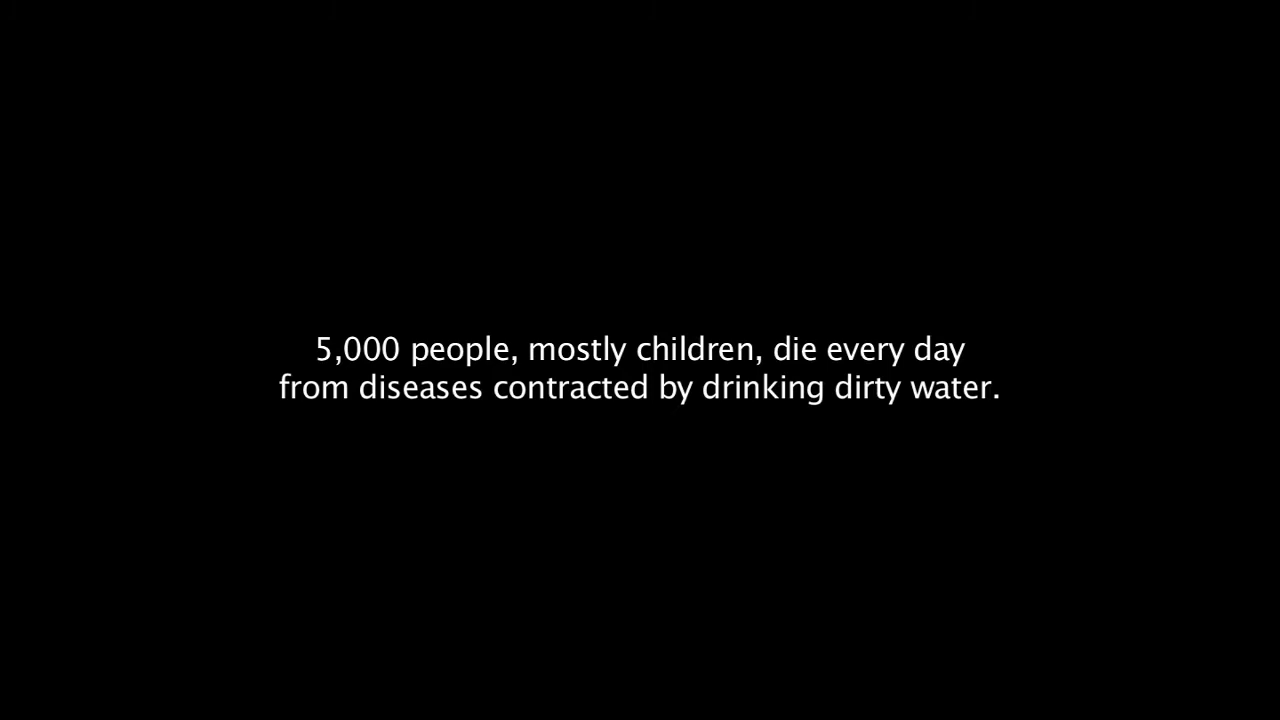 5,000 people, mostly children, die every day
from diseases contracted by drinking dirty water.